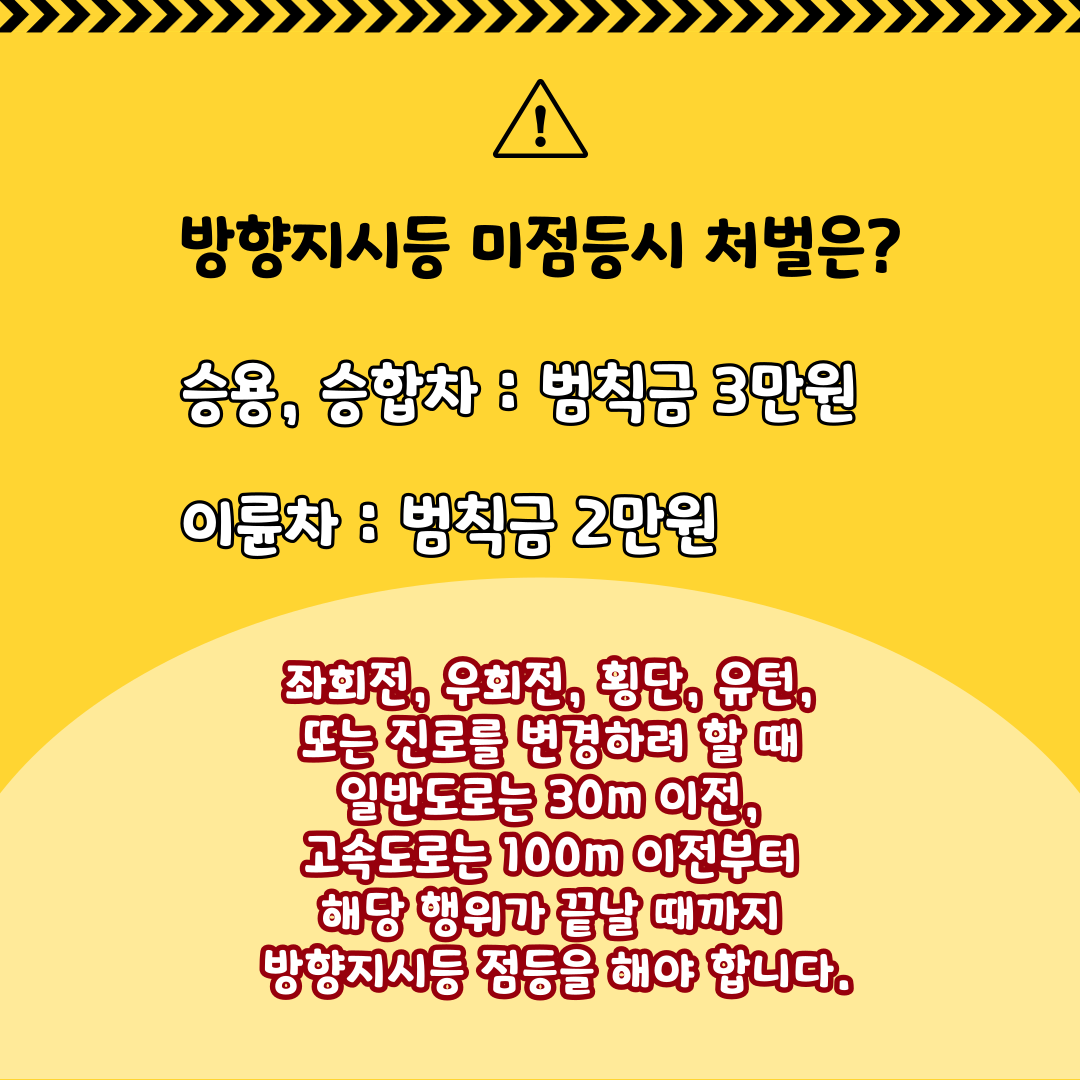 방향지시등 미점등시 처벌은?
승용, 승합차 : 범칙금 3만원
이륜차 : 범칙금 2만원
좌회전, 우회전, 횡단, 유턴,
또는 진로를 변경하려 할 때
일반도로는 30m 이전,
고속도로는 100m 이전부터
해당 행위가 끝날 때까지
방향지시등 점등을 해야 합니다.